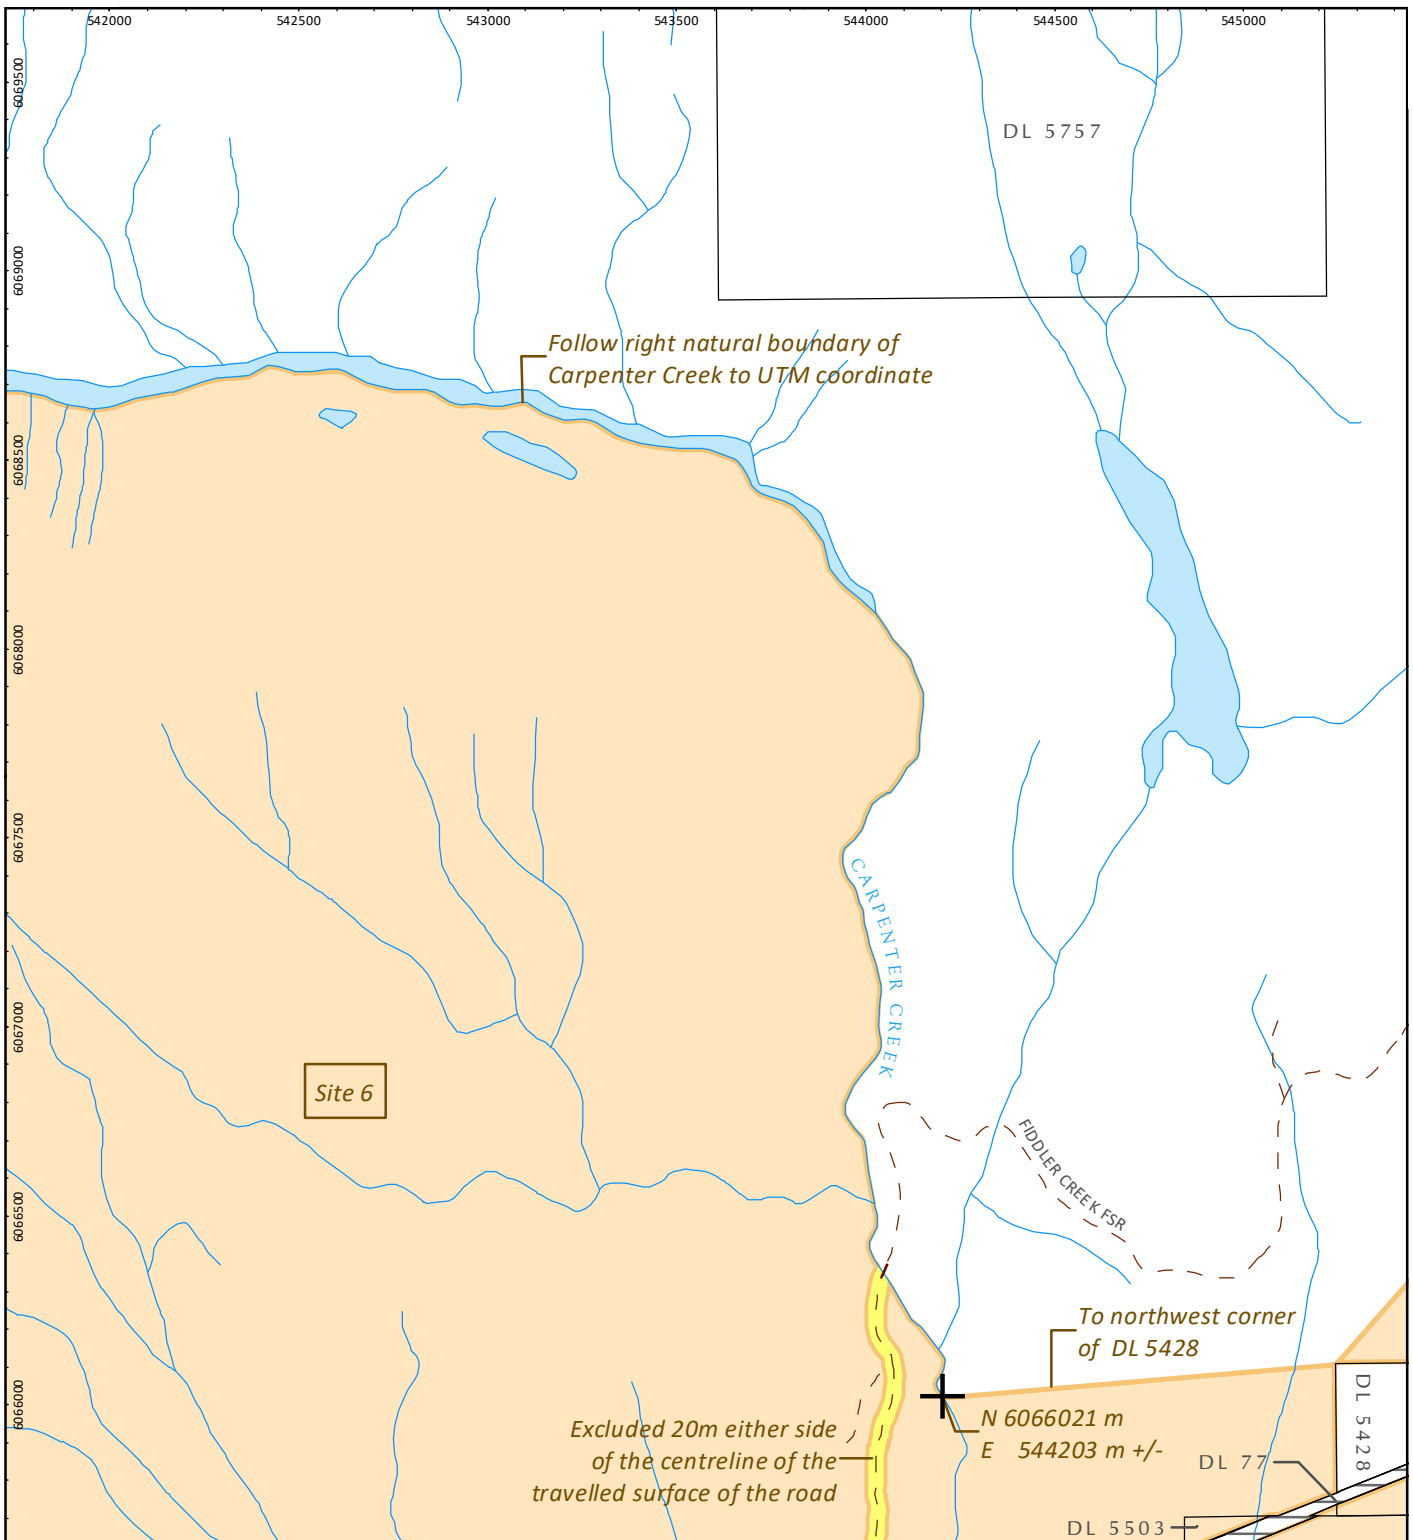 542000 542500 543000 543500 544000 544500 545000
6069500
6069000
6068500
6068000
6067500
6067000
6066500
6066000
DL 5757
Follow right natural boundary of
Carpenter Creek to UTM coordinate
CARPENTER CREEK
Site 6
FIDDLER CREEK FSR
To northwest corner
of DL 5428
DL 5428
N 6066021 m
E 544203 m +/-
Excluded 20m either side
of the centreline of the
travelled surface of the road
DL 77
DL 5503